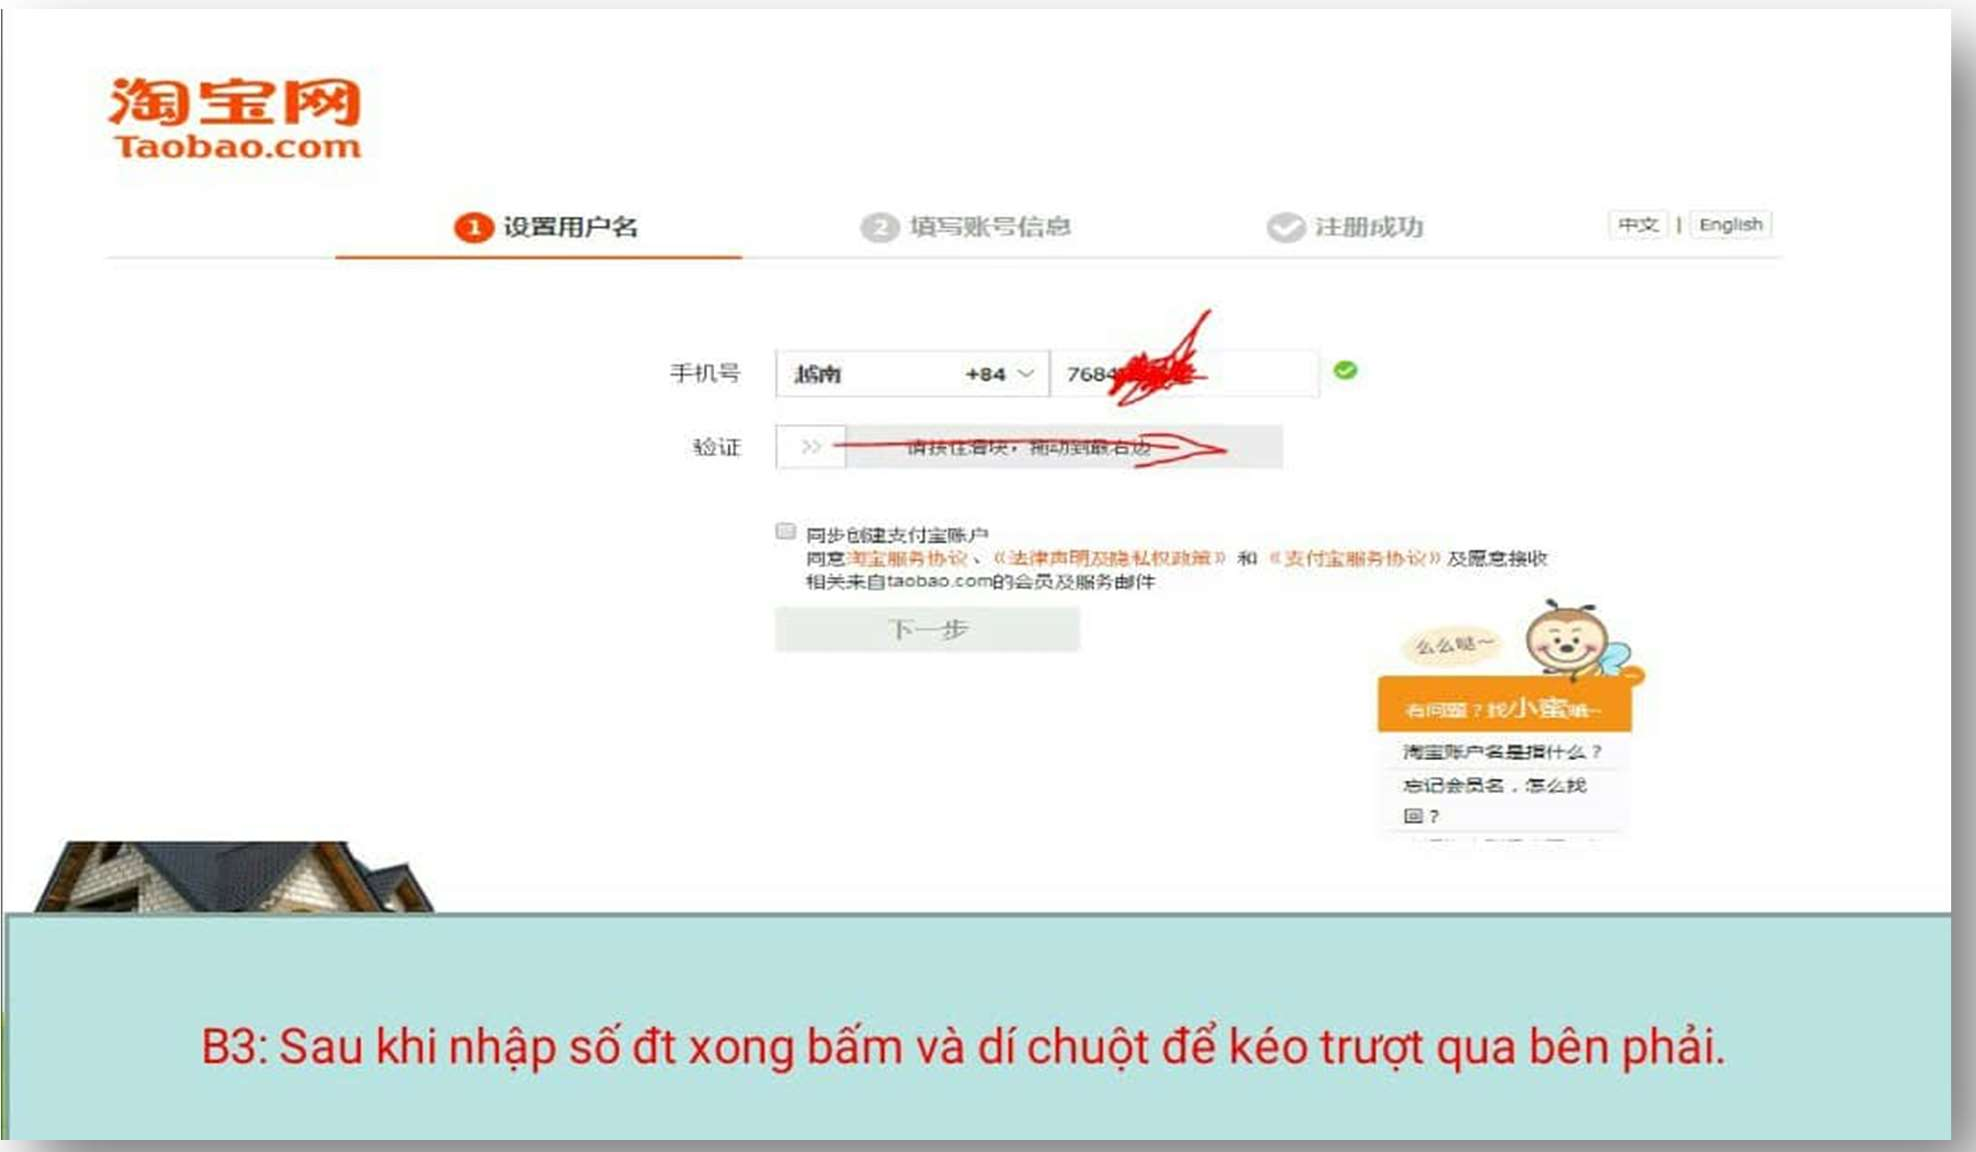 淘宝网
Taobao.com
1 设置用户名
2 填写账号信息
注册成功
中文 | English
手机号 越南 +84 7684
验证 >> 请按住滑块，拖动到最右边
同步创建支付宝账户
同意淘宝服务协议、《法律声明及隐私权政策》和《支付宝服务协议》及愿意接收
相关来自taobao.com的会员及服务邮件
下一步
么么哒~
有问题？找小蜜
淘宝账户名是指什么？
忘记会员名，怎么找
回？
B3: Sau khi nhập số đt xong bấm và dí chuột để kéo trượt qua bên phải.